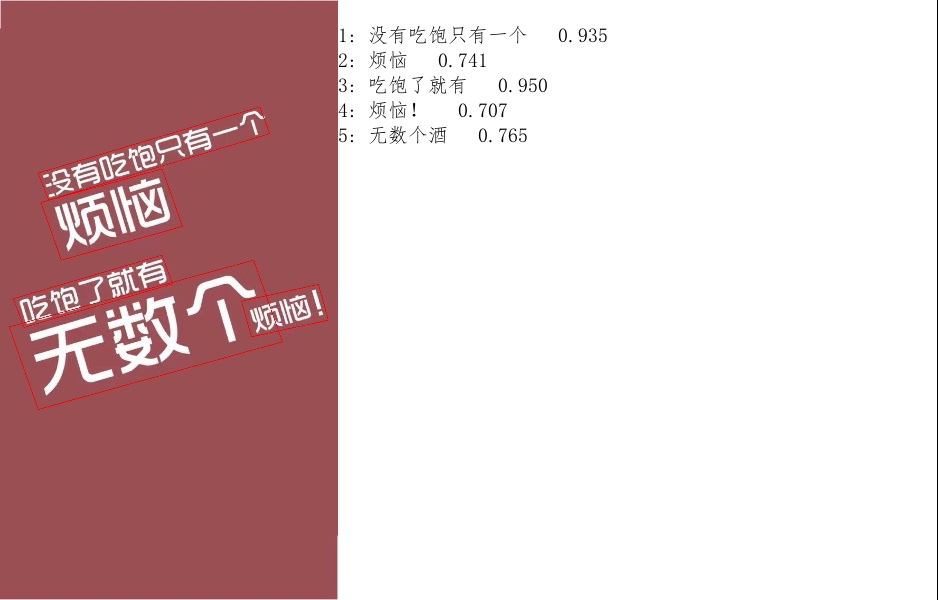 没有吃饱只有一个
烦恼
吃饱了就有
无数个烦恼！
1: 没有吃饱只有一个 0.935
2: 烦恼 0.741
3: 吃饱了就有 0.950
4: 烦恼! 0.707
5: 无数个酒 0.765